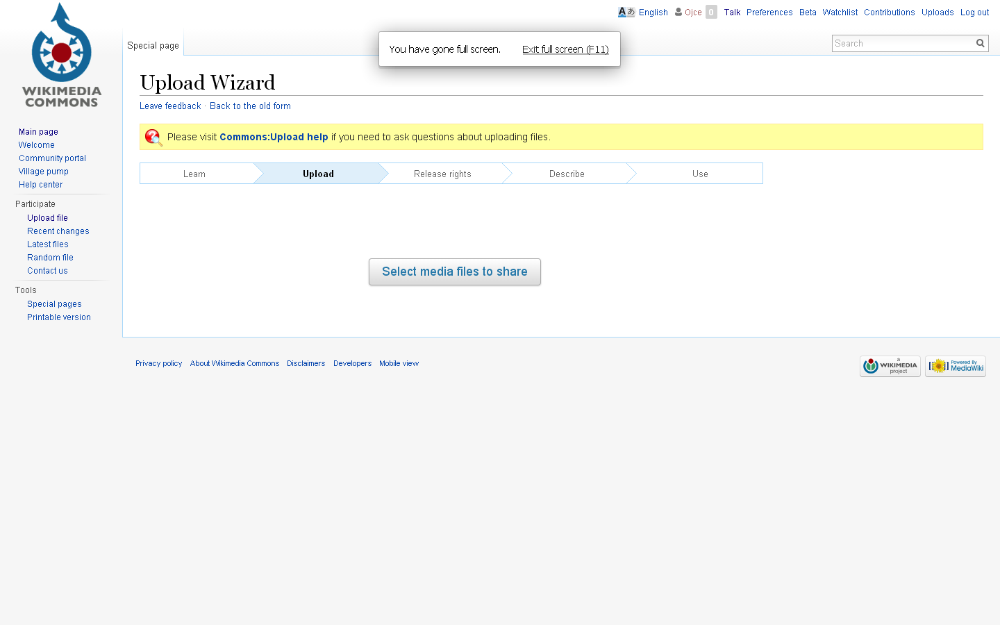 A あ English Ojce 0 Talk Preferences Beta Watchlist Contributions Uploads Log out
Special page
You have gone full screen. Exit full screen (F11)
Search
WIKIMEDIA
COMMONS
Upload Wizard
Leave feedback · Back to the old form
Please visit Commons:Upload help if you need to ask questions about uploading files.
Learn Upload Release rights Describe Use
Main page
Welcome
Community portal
Village pump
Help center
Participate
Upload file
Recent changes
Latest files
Random file
Contact us
Tools
Special pages
Printable version
Select media files to share
Privacy policy About Wikimedia Commons Disclaimers Developers Mobile view
a
WIKIMEDIA
project
Powered By
MediaWiki